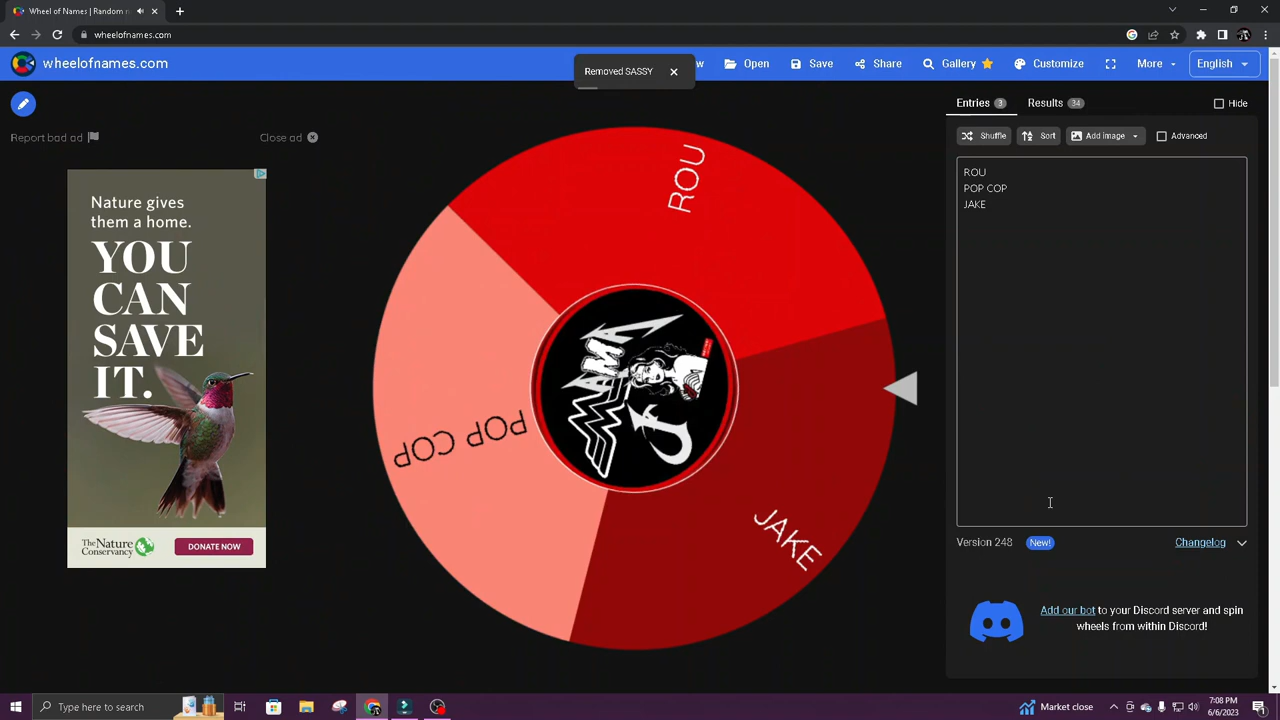 Wheel of Names | Random n
wheelofnames.com
wheelofnames.com
Removed SASSY
Open
Save
Share
Gallery
Customize
More
English
Report bad ad
Close ad
Nature gives
them a home.
YOU
CAN
SAVE
IT.
The Nature
Conservancy
DONATE NOW
ROU
POP COP
JAKE
MAMA
J
Entries 3
Results 34
Hide
Shuffle
Sort
Add image
Advanced
ROU
POP COP
JAKE
Version 248
New!
Changelog
Add our bot to your Discord server and spin
wheels from within Discord!
Type here to search
Market close
7:08 PM
6/6/2023